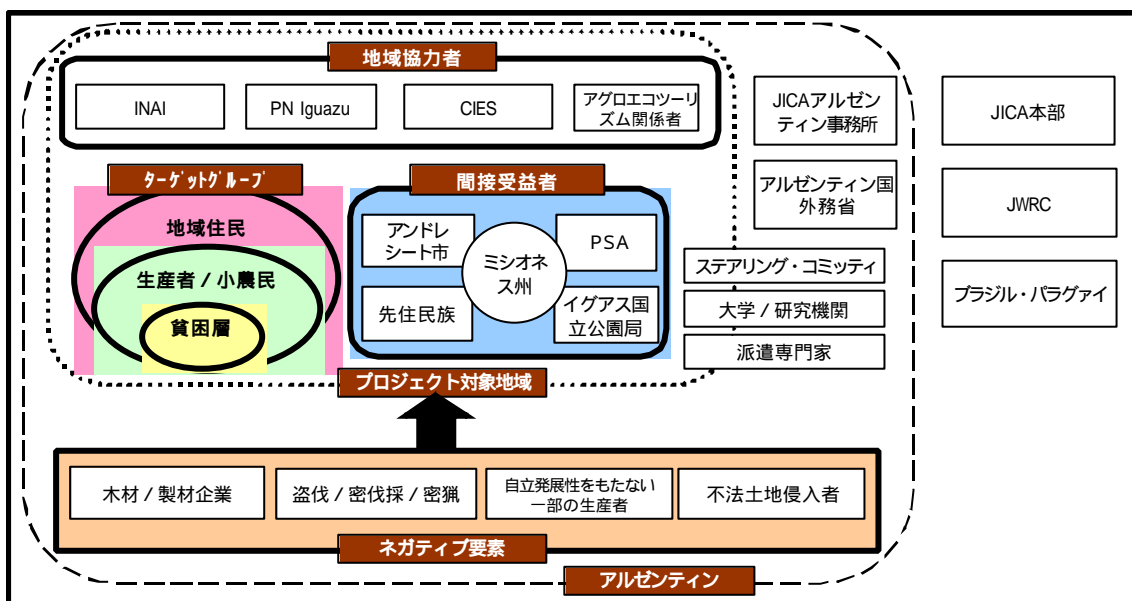 地域協力者
INAI
PN Iguazu
CIES
アグロエコツーリ
ズム関係者
JICAアルゼン
ティン事務所
JICA本部
ﾀｰｹﾞｯﾄｸﾞﾙｰﾌﾟ
地域住民
生産者 / 小農民
貧困層
間接受益者
アンドレ
シート市
PSA
ミシオネ
ス州
先住民族
イグアス国
立公園局
アルゼンティン国
外務省
JWRC
ステアリング・コミッティ
大学 / 研究機関
派遣専門家
ブラジル・パラグァイ
プロジェクト対象地域
木材 / 製材企業
盗伐 / 密伐採 / 密猟
自立発展性をもたない
一部の生産者
不法土地侵入者
ネガティブ要素
アルゼンティン